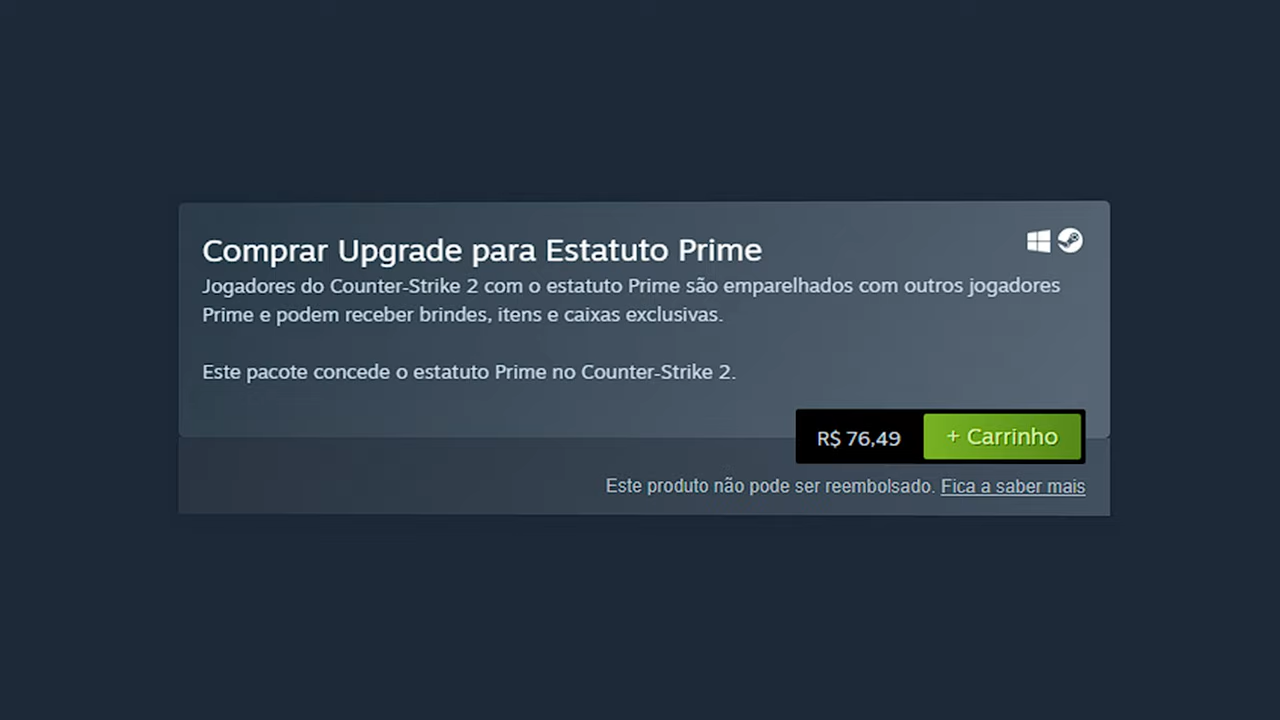 Comprar Upgrade para Estatuto Prime
Jogadores do Counter-Strike 2 com o estatuto Prime são emparelhados com outros jogadores
Prime e podem receber brindes, itens e caixas exclusivas.
Este pacote concede o estatuto Prime no Counter-Strike 2.
R$ 76,49 + Carrinho
Este produto não pode ser reembolsado. Fica a saber mais